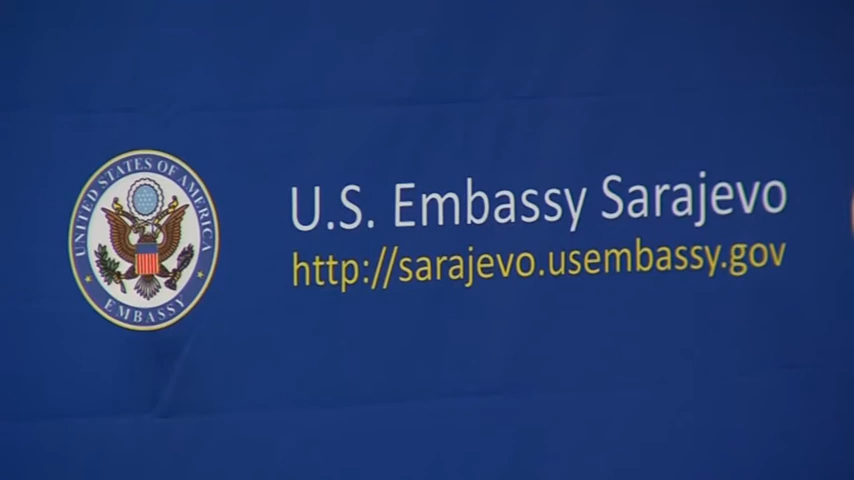 UNITED STATES OF AMERICA
EMBASSY
U.S. Embassy Sarajevo
http://sarajevo.usembassy.gov